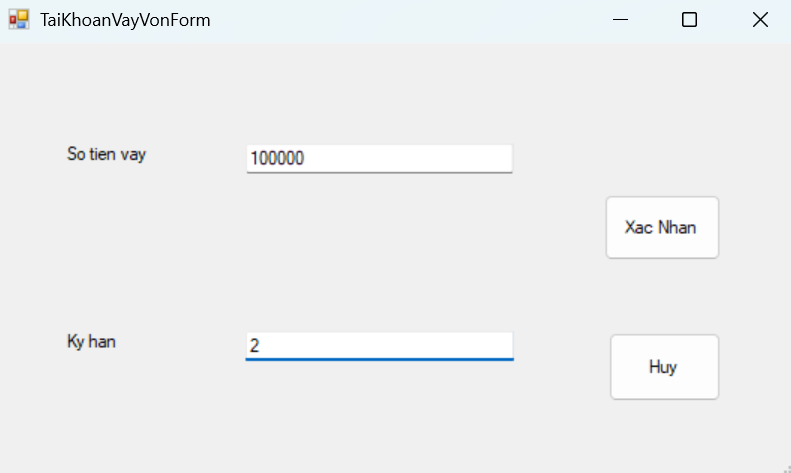 TaiKhoanVayVonForm
So tien vay
100000
Xac Nhan
Ky han
2
Huy